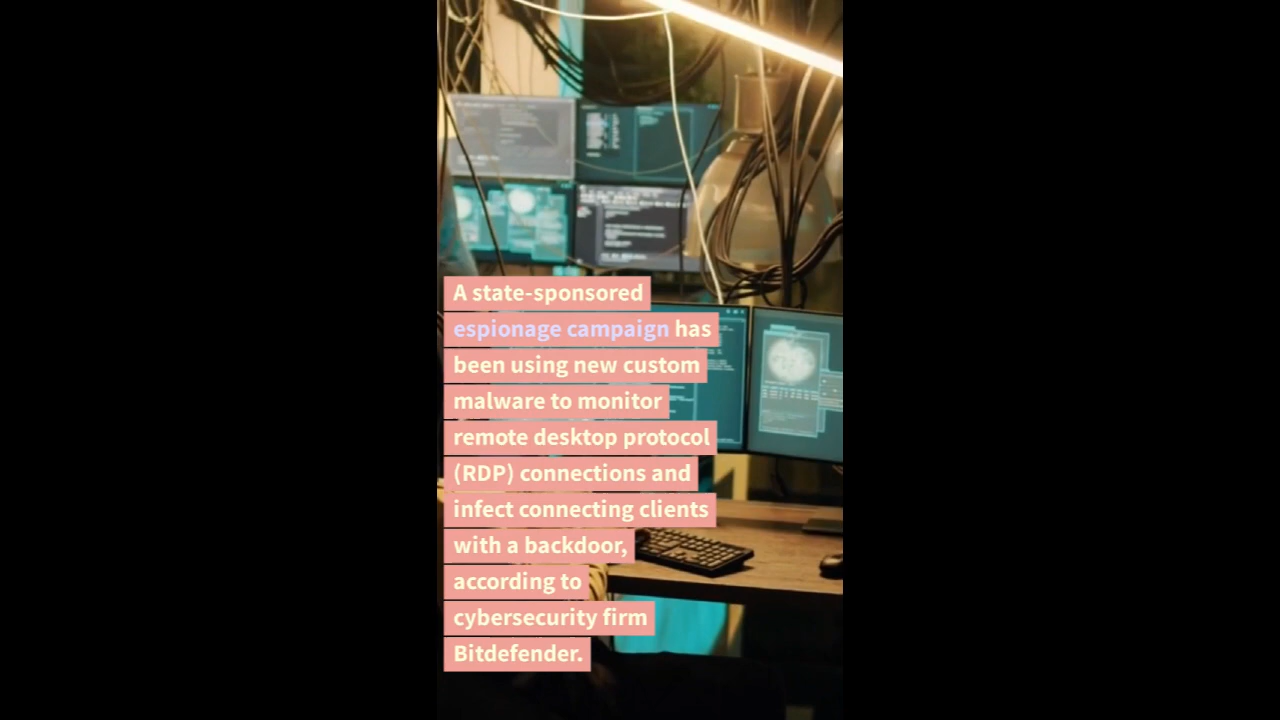 A state-sponsored
espionage campaign has
been using new custom
malware to monitor
remote desktop protocol
(RDP) connections and
infect connecting clients
with a backdoor,
according to
cybersecurity firm
Bitdefender.